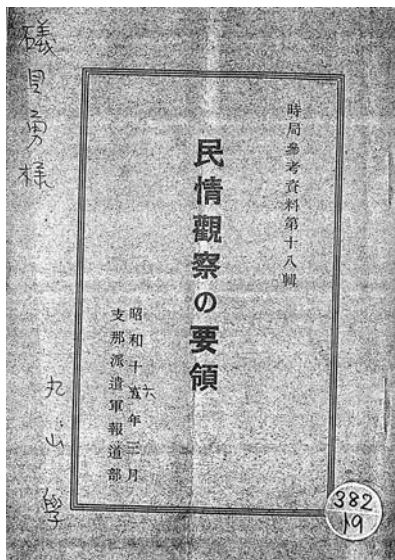 時局參考資料第十八輯
民情觀察の要領
昭和十五六年三月
支那派遣軍報道部
磯貝勇様
丸山學
382
19